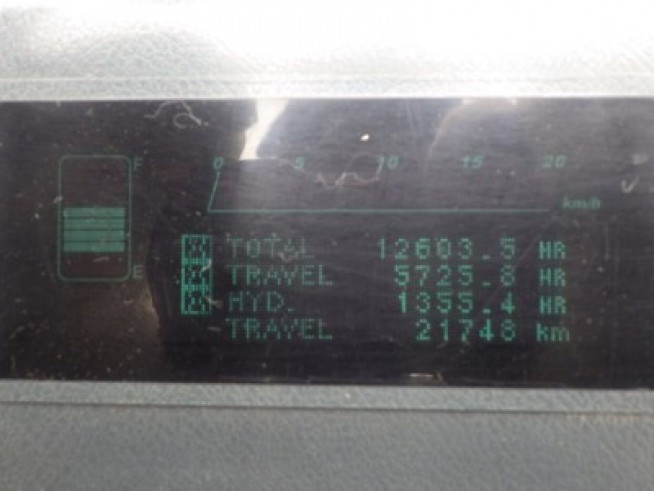 F
0 5 10 15 20
km/h
E
TOTAL 12603.5 HR
TRAVEL 5725.8 HR
HYD. 1355.4 HR
TRAVEL 21748 km